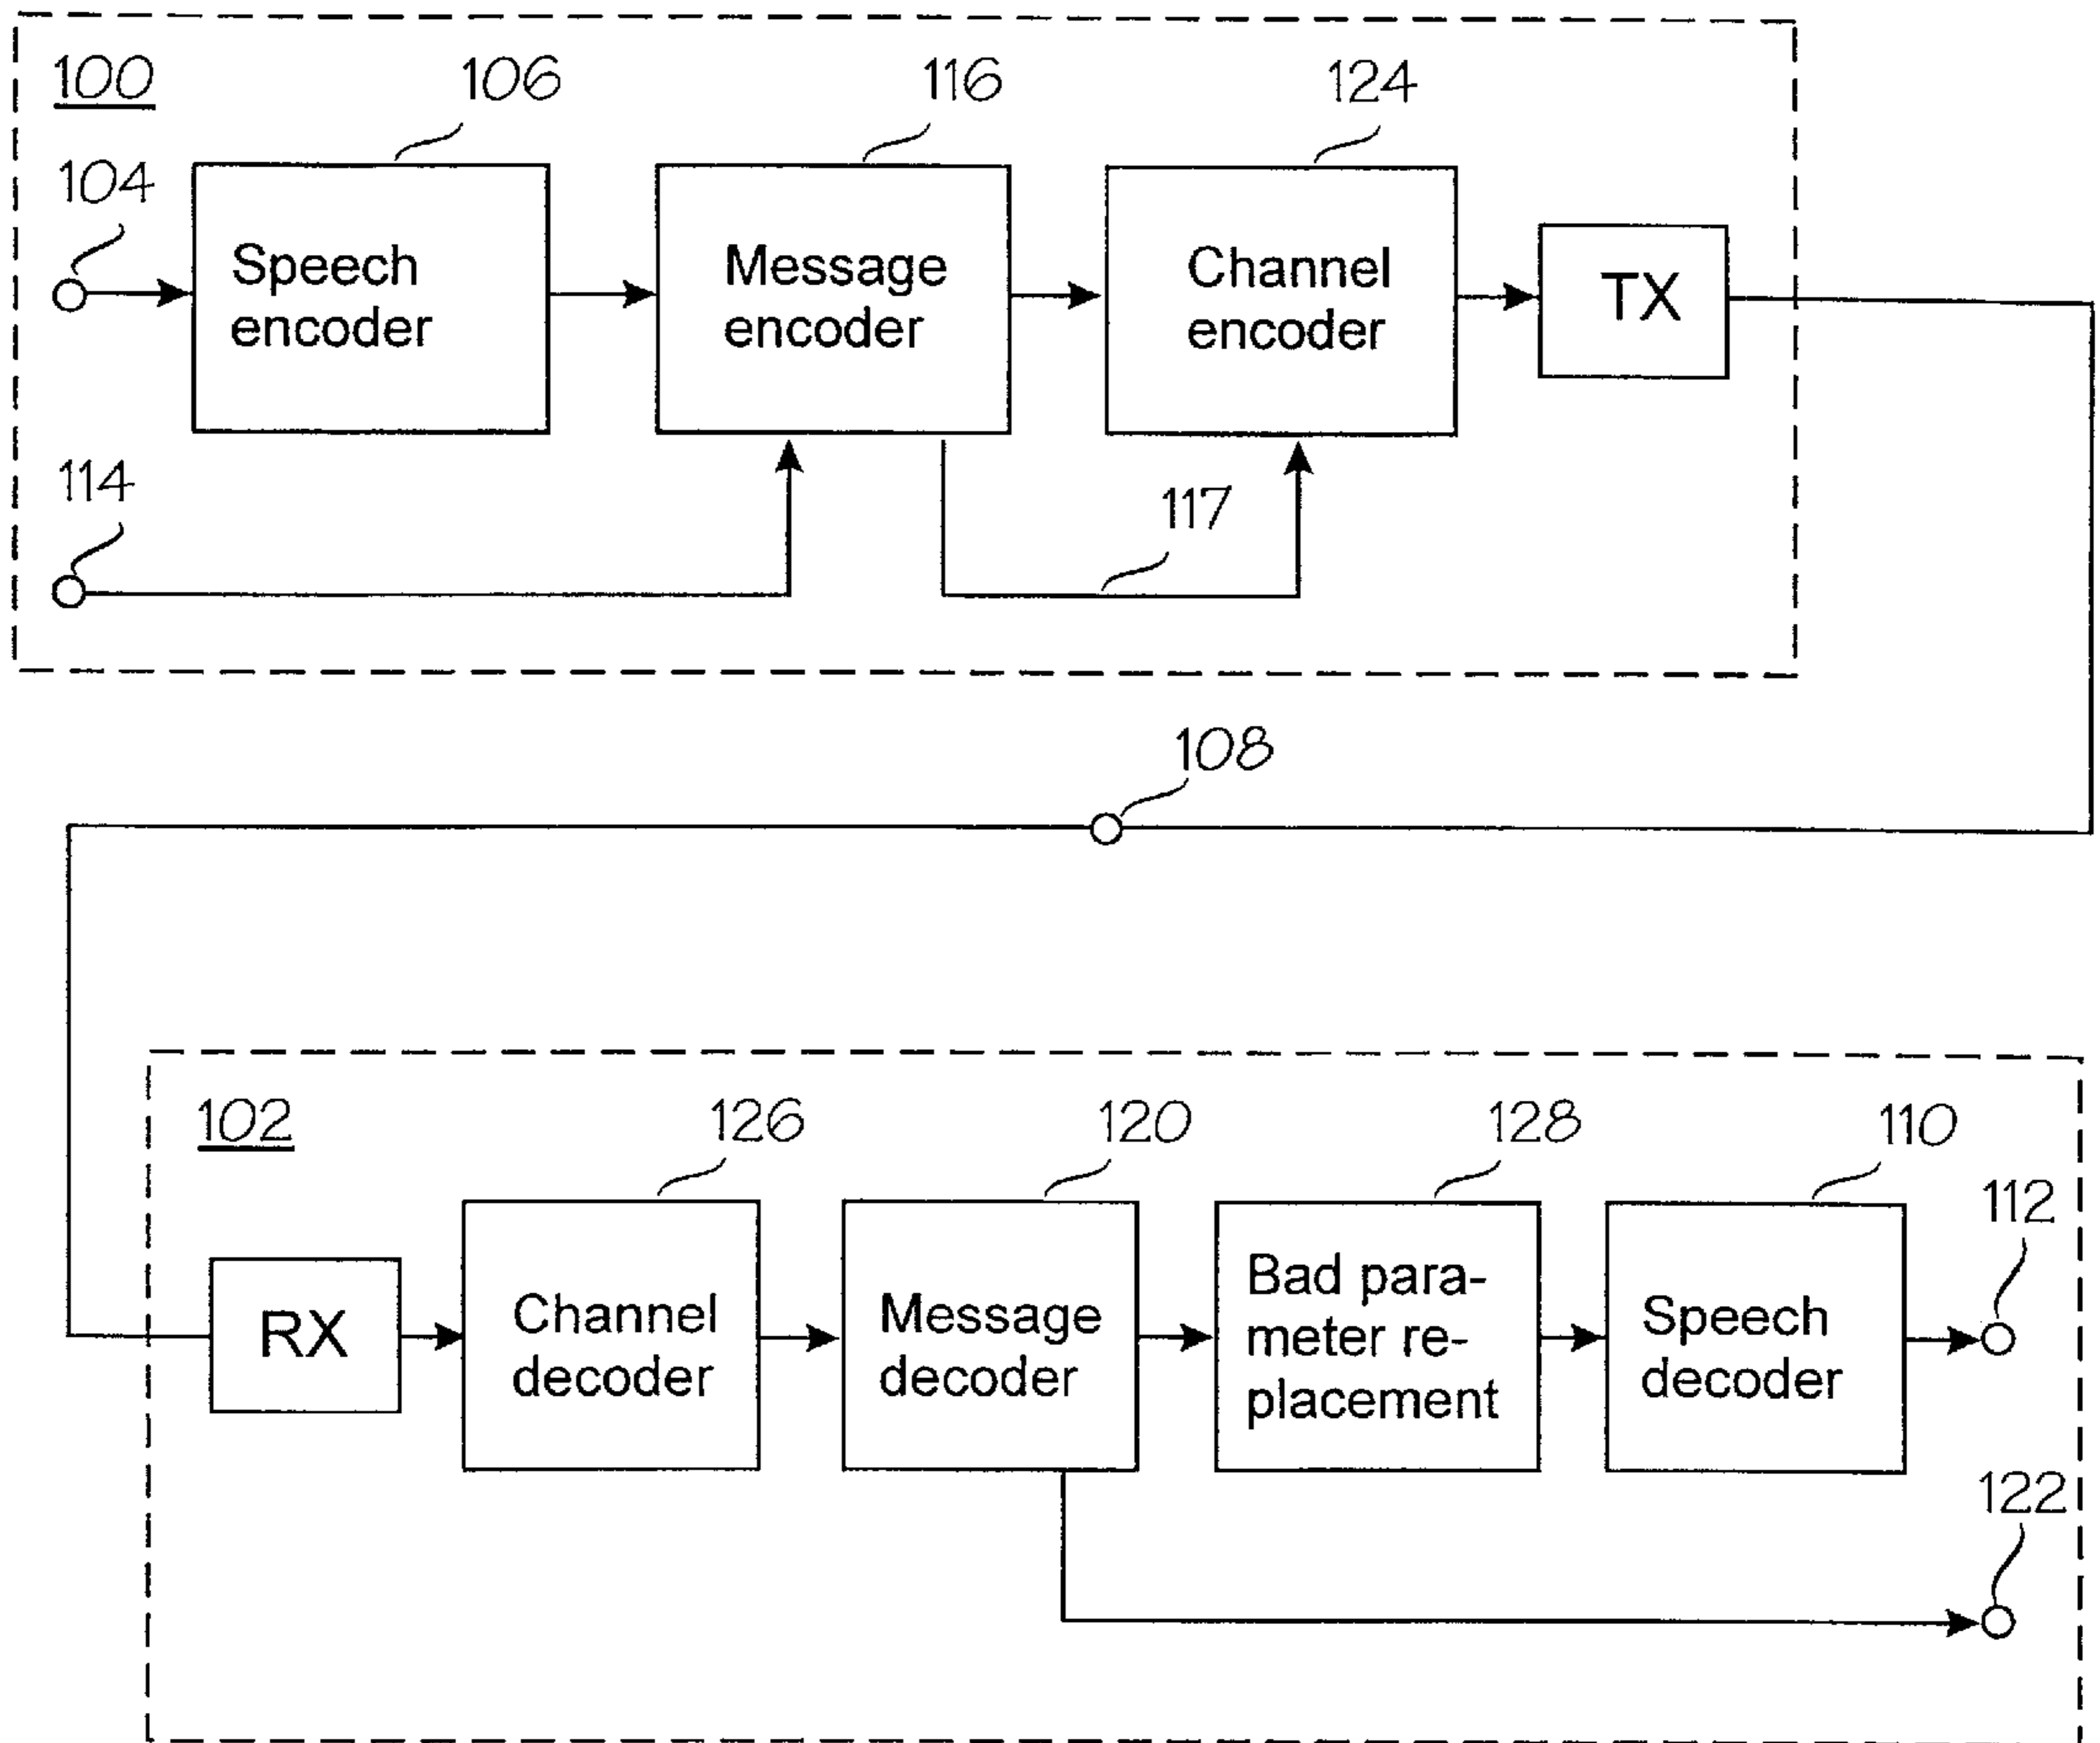 100
106
116
124
104
Speech
encoder
Message
encoder
Channel
encoder
TX
114
117
108
102
126
120
128
110
112
RX
Channel
decoder
Message
decoder
Bad para-
meter re-
placement
Speech
decoder
122